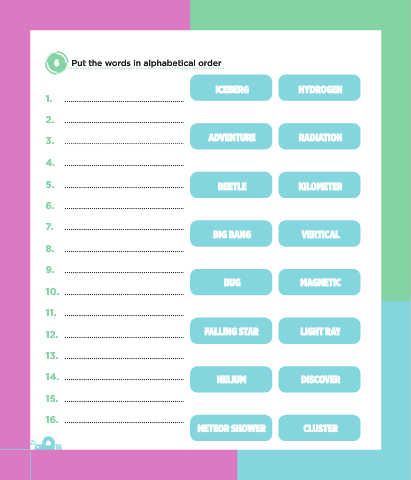 6 Put the words in alphabetical order
1.
2.
3.
4.
5.
6.
7.
8.
9.
10.
11.
12.
13.
14.
15.
16.
ICEBERG HYDROGEN
ADVENTURE RADIATION
BEETLE KILOMETER
BIG BANG VERTICAL
BUG MAGNETIC
FALLING STAR LIGHT RAY
HELIUM DISCOVER
METEOR SHOWER CLUSTER